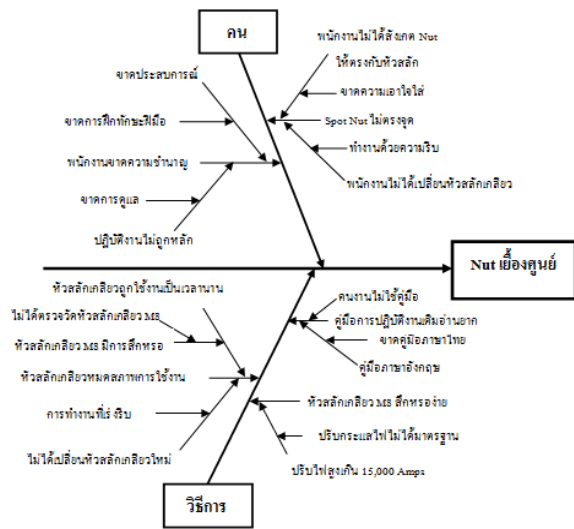 คน
พนักงานไม่ได้สังเกต Nut
ให้ตรงกับหัวสลัก
ขาดประสบการณ์
ขาดความเอาใจใส่
ขาดการฝึกทักษะฝีมือ
Spot Nut ไม่ตรงจุด
ทำงานด้วยความรีบ
พนักงานขาดความชำนาญ
พนักงานไม่ได้เปลี่ยนหัวสลักเกลียว
ขาดการดูแล
ปฏิบัติงานไม่ถูกหลัก
Nut เยื้องศูนย์
หัวสลักเกลียวถูกใช้งานเป็นเวลานาน
คนงานไม่ใช้คู่มือ
ไม่ได้ตรวจวัดหัวสลักเกลียว M8
คู่มือการปฏิบัติงานเดิมอ่านยาก
ขาดคู่มือภาษาไทย
หัวสลักเกลียว M8 มีการสึกหรอ
คู่มือภาษาอังกฤษ
หัวสลักเกลียวหมดสภาพการใช้งาน
หัวสลักเกลียว M8 สึกหรอง่าย
การทำงานที่เร่งรีบ
ปรับกระแสไฟไม่ได้มาตรฐาน
ไม่ได้เปลี่ยนหัวสลักเกลียวใหม่
ปรับไฟสูงเกิน 15,000 Amps
วิธีการ